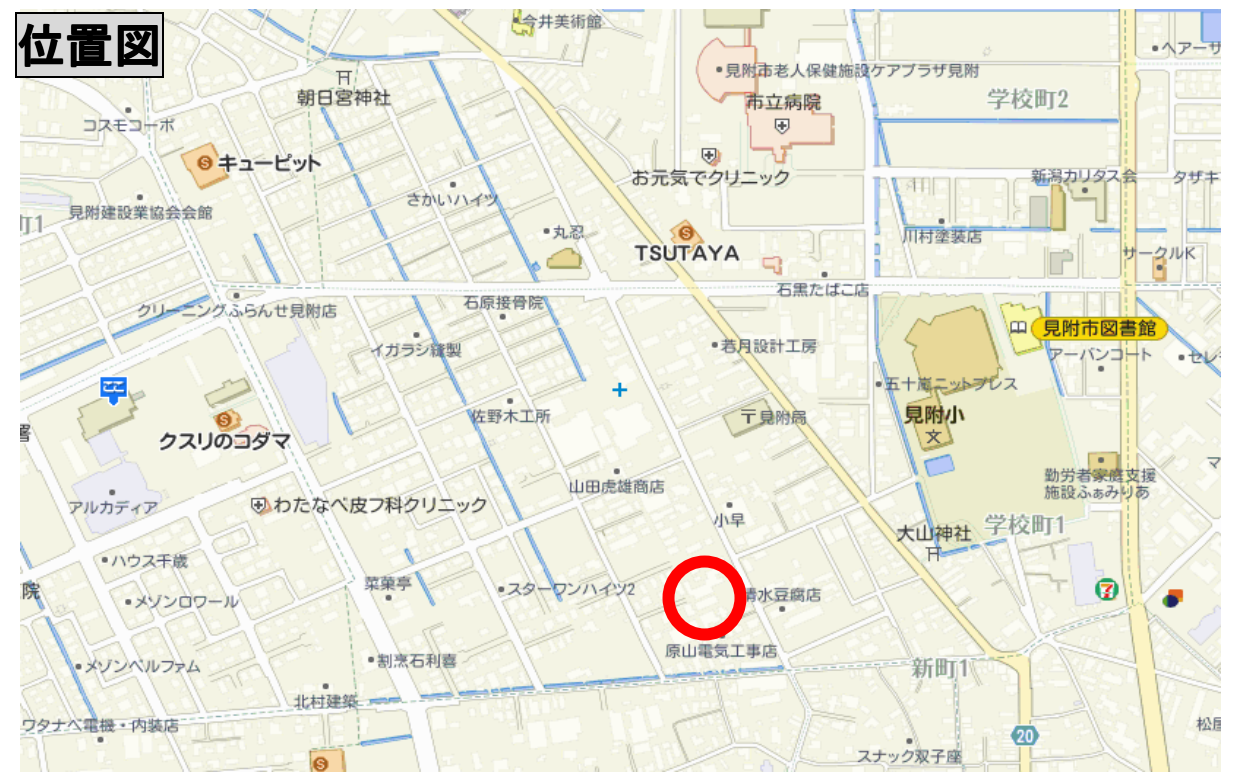 位置図
今井美術館
ヘアーサ
見附市老人保健施設ケアプラザ見附
朝日宮神社
市立病院
学校町2
コスモコーポ
キューピット
お元気でクリニック
新潟カリタス会
タザキ
さかいハイツ
見附建設業協会会館
町1
丸忍
TSUTAYA
川村塗装店
サークルK
石黒たばこ店
クリーニングふらんせ見附店
石原接骨院
見附市図書館
イガラシ縫製
若月設計工房
アーバンコート
セレ
五十嵐ニットプレス
佐野木工所
〒見附局
見附小
文
署
クスリのコダマ
マ
勤労者家庭支援
施設ふぁみりあ
山田虎雄商店
アルカディア
わたなべ皮フ科クリニック
小早
大山神社
学校町1
ハウス千歳
院
菜菓亭
スターワンハイツ2
清水豆腐店
7
メゾンロワール
原山電気工事店
割烹石利喜
メゾンベルファム
新町1
北村建築
ワタナベ電機・内装店
松屋
20
スナック双子座